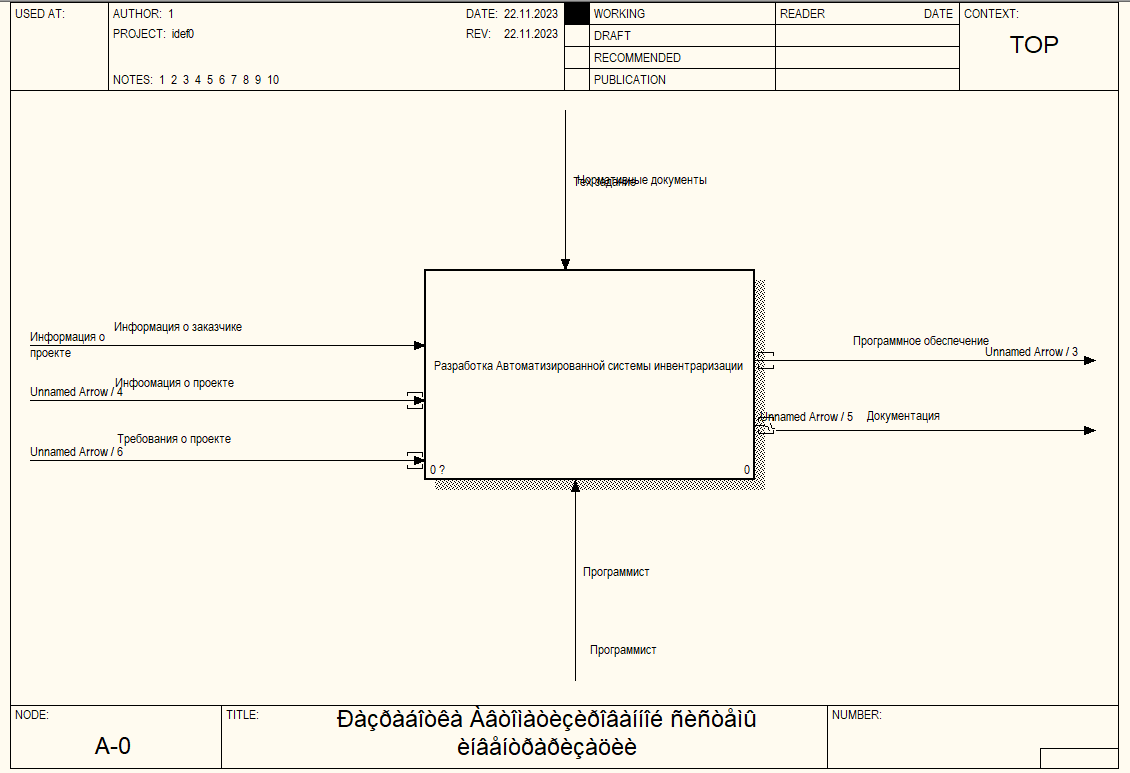 USED AT:
AUTHOR: 1
DATE: 22.11.2023
PROJECT: idef0
REV: 22.11.2023
NOTES: 1 2 3 4 5 6 7 8 9 10
WORKING
DRAFT
RECOMMENDED
PUBLICATION
READER
DATE
CONTEXT:
TOP
Нормативные документы
Тех задание
Информация о заказчике
Информация о
проекте
Инфоомация о проекте
Unnamed Arrow / 4
Требования о проекте
Unnamed Arrow / 6
Разработка Автоматизированной системы инвентраризации
0 ?
0
Программное обеспечение
Unnamed Arrow / 3
Unnamed Arrow / 5
Документация
Программист
Программист
NODE:
A-0
TITLE:
Ðàçðàáîòêà Àâòîìàòèçèðîâàííîé ñèñòåìû
èíâåíòðàðèçàöèè
NUMBER: